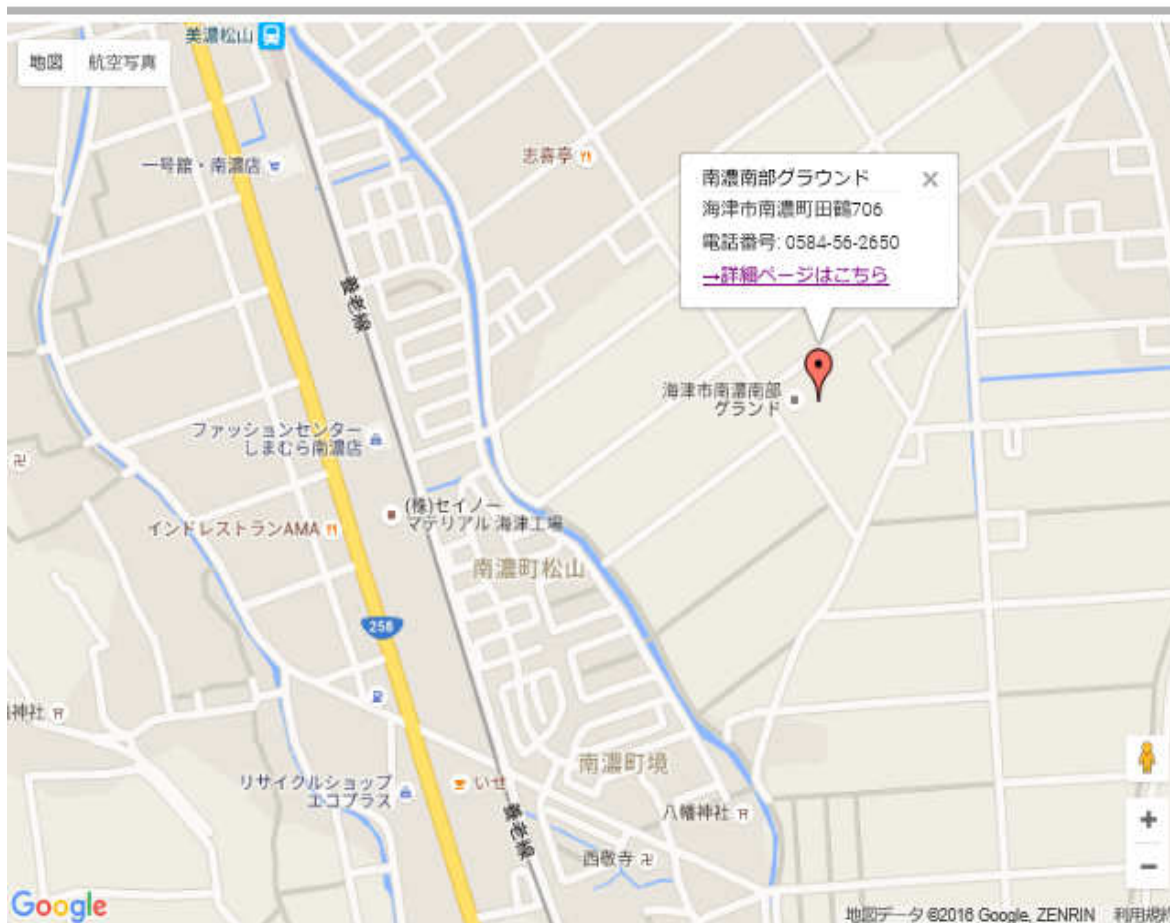 美濃松山
地図
航空写真
一号館・南濃店
志喜亭
南濃南部グラウンド
海津市南濃町田鶴706
電話番号: 0584-56-2650
→詳細ページはこちら
養老線
海津市南濃南部
グランド
ファッションセンター
しまむら南濃店
(株)セイノー
マテリアル 海津工場
インドレストランAMA
南濃町松山
258
神社
南濃町境
リサイクルショップ
エコプラス
いせ
養老線
八幡神社
西敬寺
Google
地図データ ©2016 Google, ZENRIN
利用規約